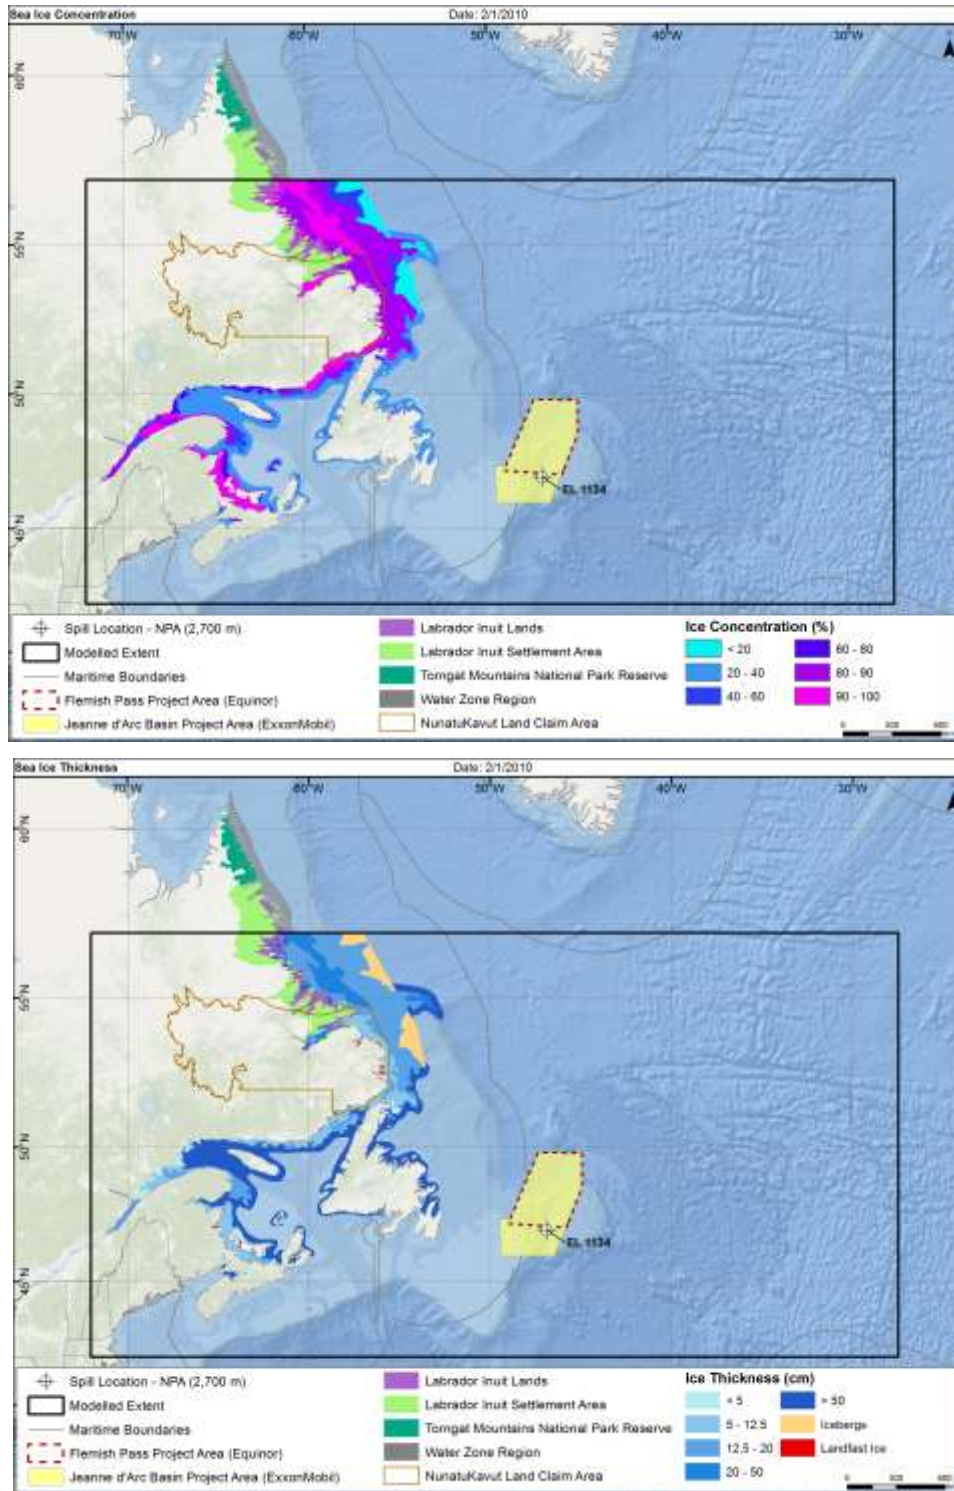 Sea Ice Concentration Date: 2/1/2010
70°W 60°W 50°W 40°W 30°W
60°N
55°N
50°N
45°N
EL 1134
Spill Location - NPA (2,700 m)
Modelled Extent
Maritime Boundaries
Flemish Pass Project Area (Equinor)
Jeanne d'Arc Basin Project Area (ExxonMobil)
Labrador Inuit Lands
Labrador Inuit Settlement Area
Torngat Mountains National Park Reserve
Water Zone Region
NunatuKavut Land Claim Area
Ice Concentration (%)
< 20
20 - 40
40 - 60
60 - 80
80 - 90
90 - 100
Sea Ice Thickness Date: 2/1/2010
70°W 60°W 50°W 40°W 30°W
60°N
55°N
50°N
45°N
EL 1134
Spill Location - NPA (2,700 m)
Modelled Extent
Maritime Boundaries
Flemish Pass Project Area (Equinor)
Jeanne d'Arc Basin Project Area (ExxonMobil)
Labrador Inuit Lands
Labrador Inuit Settlement Area
Torngat Mountains National Park Reserve
Water Zone Region
NunatuKavut Land Claim Area
Ice Thickness (cm)
< 5
5 - 12.5
12.5 - 20
20 - 50
> 50
Icebergs
Landfast Ice